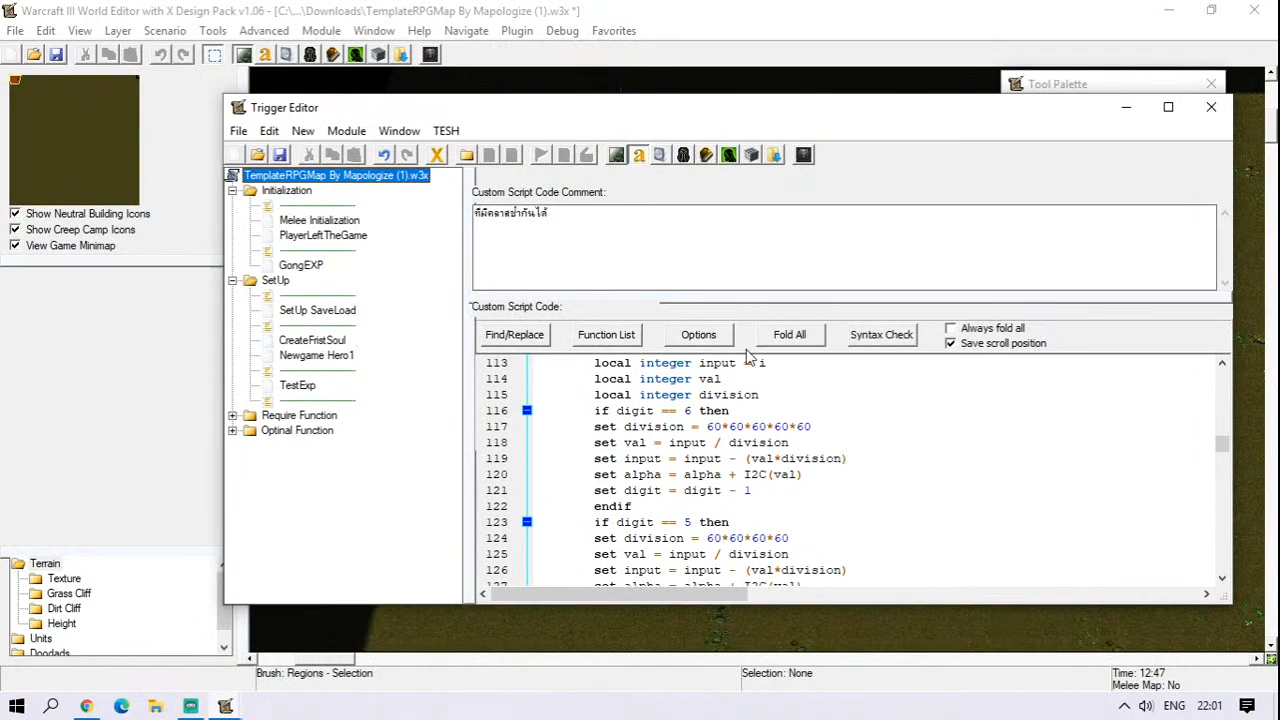 Warcraft III World Editor with X Design Pack v1.06 - [C:\...\Downloads\TemplateRPGMap By Mapologize (1).w3x *]
File Edit View Layer Scenario Tools Advanced Module Window Help Navigate Plugin Debug Favorites
Tool Palette
Show Neutral Building Icons
Show Creep Camp Icons
View Game Minimap
Terrain
Texture
Grass Cliff
Dirt Cliff
Height
Units
Doodads
Trigger Editor
File Edit New Module Window TESH
TemplateRPGMap By Mapologize (1).w3x
Initialization
Melee Initialization
PlayerLeftTheGame
GongEXP
SetUp
SetUp SaveLoad
CreateFristSoul
Newgame Hero1
TestExp
Require Function
Optinal Function
Custom Script Code Comment:
ที่มีคลาสซ้ำกันได้
Custom Script Code:
Find/Replace Function List Options Fold All Syntax Check
Always fold all
Save scroll position
113 local integer input = i
114 local integer val
115 local integer division
116 if digit == 6 then
117 set division = 60*60*60*60*60
118 set val = input / division
119 set input = input - (val*division)
120 set alpha = alpha + I2C(val)
121 set digit = digit - 1
122 endif
123 if digit == 5 then
124 set division = 60*60*60*60
125 set val = input / division
126 set input = input - (val*division)
127 set alpha = alpha + I2C(val)
Brush: Regions - Selection
Selection: None
Time: 12:47
Melee Map: No
ENG
22:01